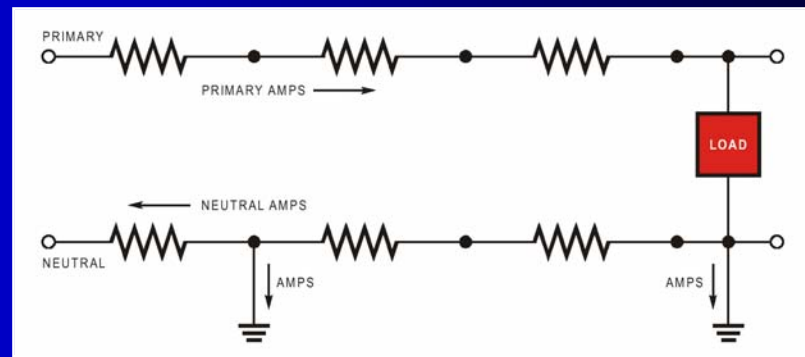 PRIMARY
PRIMARY AMPS
LOAD
NEUTRAL AMPS
NEUTRAL
AMPS
AMPS